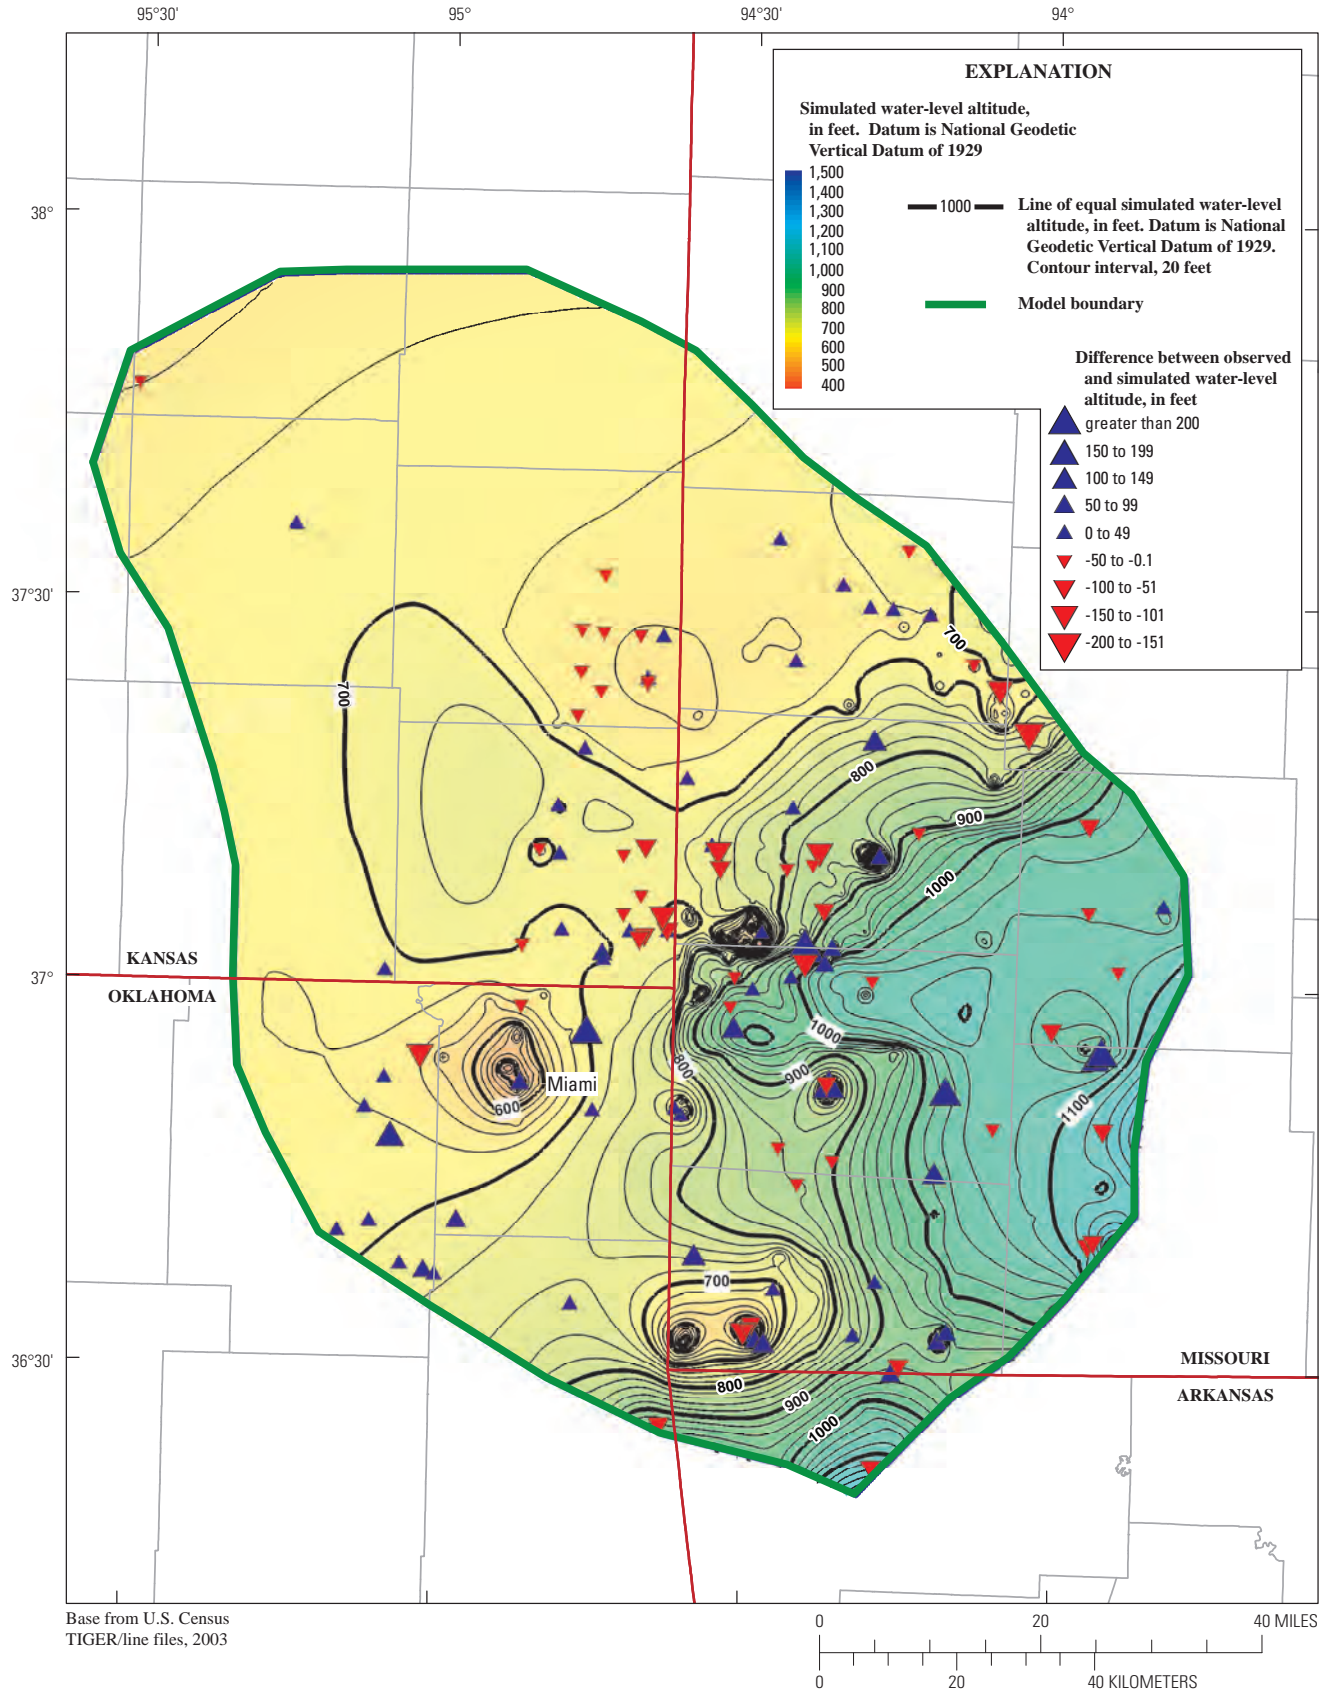 95°30'
95°
94°30'
94°
EXPLANATION
Simulated water-level altitude,
in feet. Datum is National Geodetic
Vertical Datum of 1929
1,500
1,400
1,300
1,200
1,100
1,000
900
800
700
600
500
400
1000
Line of equal simulated water-level
altitude, in feet. Datum is National
Geodetic Vertical Datum of 1929.
Contour interval, 20 feet
Model boundary
Difference between observed
and simulated water-level
altitude, in feet
greater than 200
150 to 199
100 to 149
50 to 99
0 to 49
-50 to -0.1
-100 to -51
-150 to -101
-200 to -151
38°
37°30'
37°
36°30'
700
700
800
900
1000
KANSAS
OKLAHOMA
1000
800
900
Miami
600
1100
700
800
900
1000
MISSOURI
ARKANSAS
Base from U.S. Census
TIGER/line files, 2003
0 20 40 MILES
0 20 40 KILOMETERS